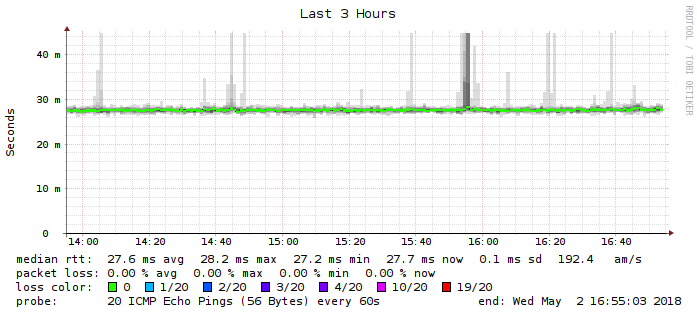 Last 3 Hours
RRDTOOL / TOBI OETIKER
Seconds
40 m
30 m
20 m
10 m
0
14:00 14:20 14:40 15:00 15:20 15:40 16:00 16:20 16:40
median rtt: 27.6 ms avg 28.2 ms max 27.2 ms min 27.7 ms now 0.1 ms sd 192.4 am/s
packet loss: 0.00 % avg 0.00 % max 0.00 % min 0.00 % now
loss color: 0 1/20 2/20 3/20 4/20 10/20 19/20
probe: 20 ICMP Echo Pings (56 Bytes) every 60s end: Wed May 2 16:55:03 2018